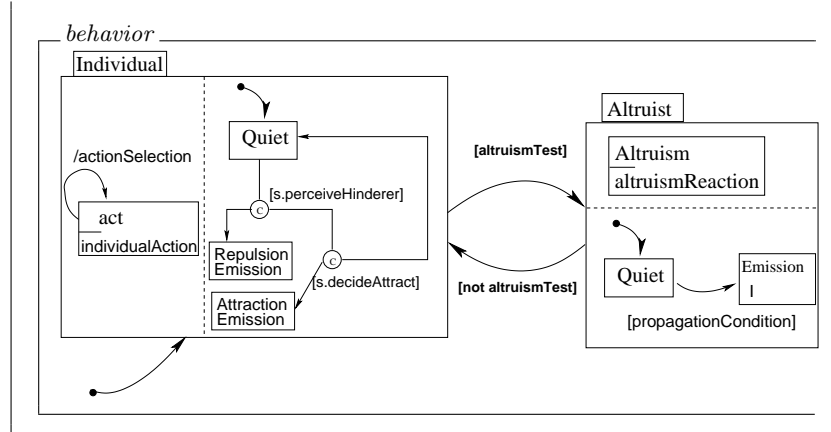 behavior
Individual
/actionSelection
act
individualAction
Quiet
[s.perceiveHinderer]
C
Repulsion
Emission
C
[s.decideAttract]
Attraction
Emission
[altruismTest]
[not altruismTest]
Altruist
Altruism
altruismReaction
Quiet
Emission
I
[propagationCondition]